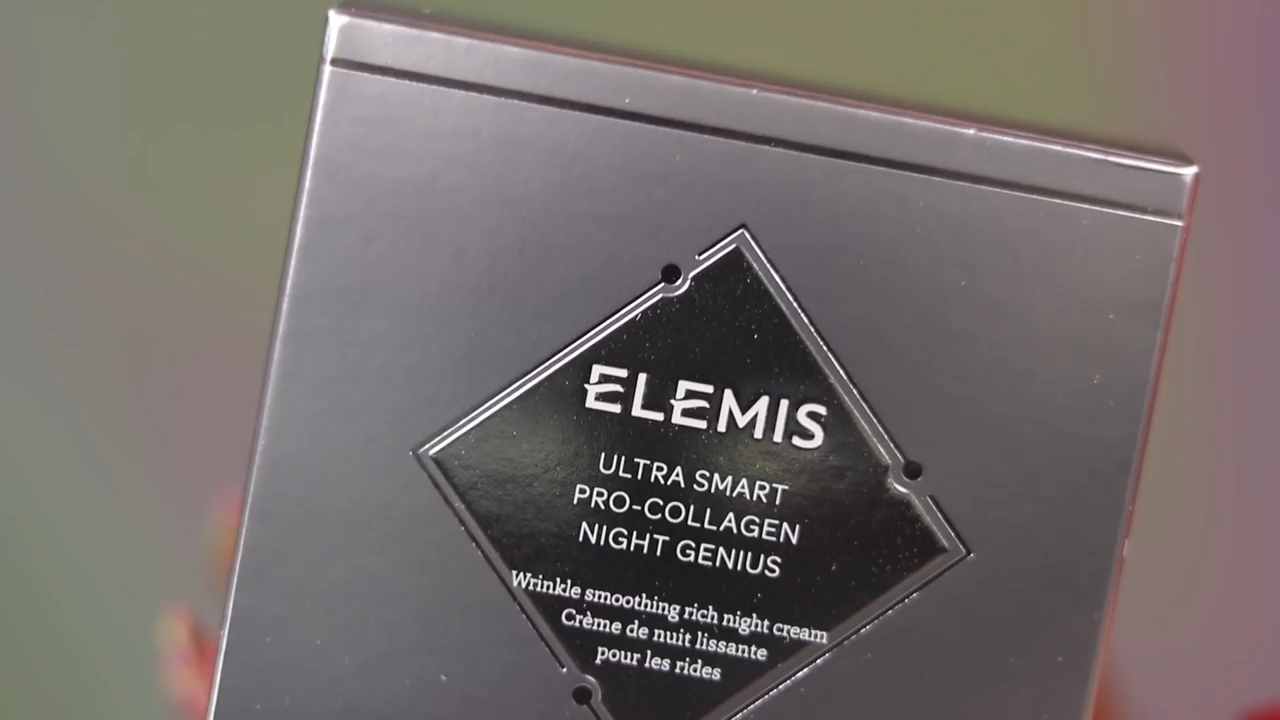 ELEMIS
ULTRA SMART
PRO-COLLAGEN
NIGHT GENIUS
Wrinkle smoothing rich night cream
Crème de nuit lissante
pour les rides